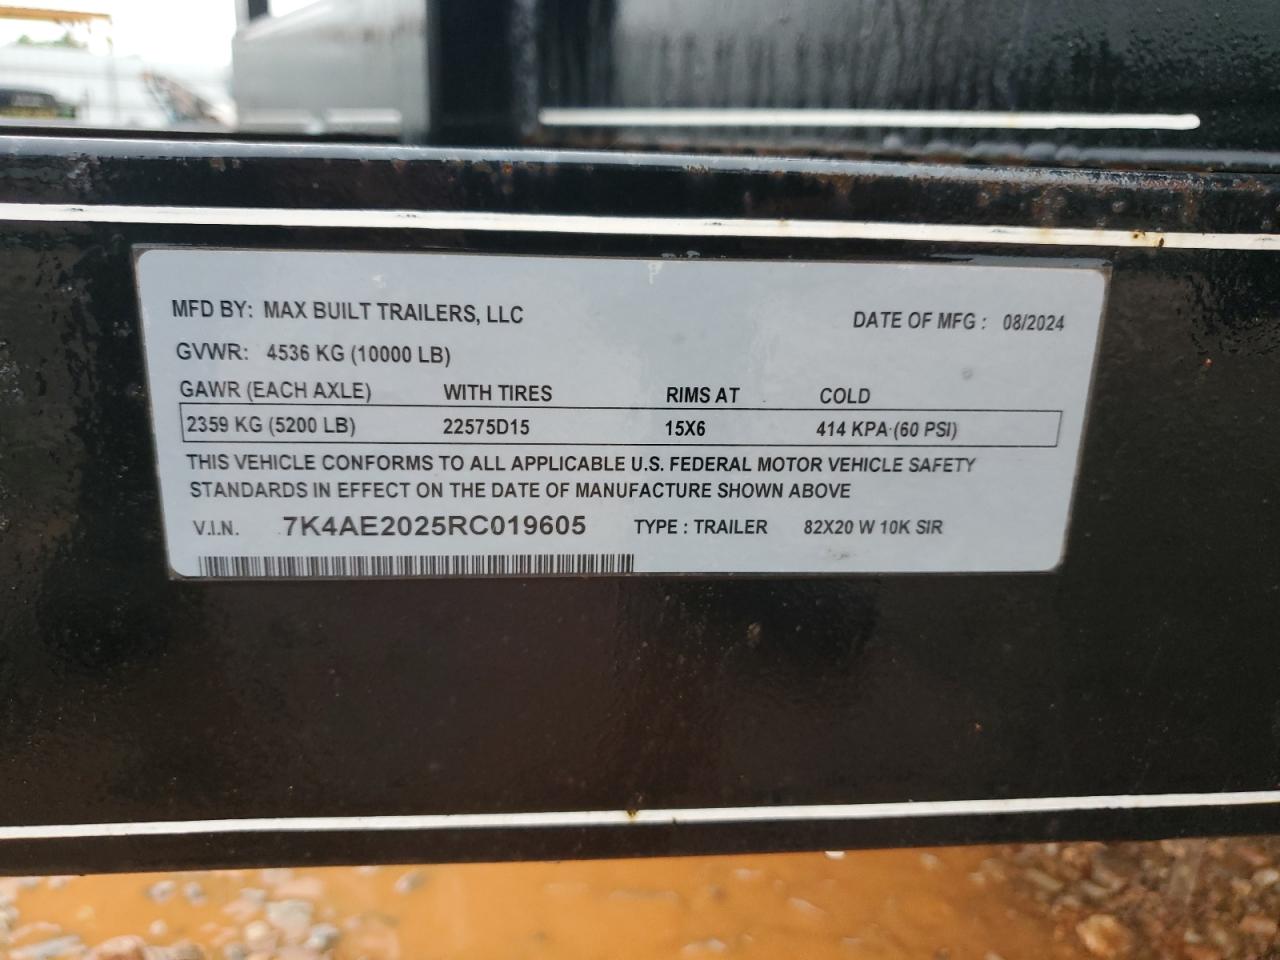 MFD BY: MAX BUILT TRAILERS, LLC
DATE OF MFG : 08/2024
GVWR: 4536 KG (10000 LB)
GAWR (EACH AXLE) WITH TIRES RIMS AT COLD
2359 KG (5200 LB) 22575D15 15X6 414 KPA (60 PSI)
THIS VEHICLE CONFORMS TO ALL APPLICABLE U.S. FEDERAL MOTOR VEHICLE SAFETY
STANDARDS IN EFFECT ON THE DATE OF MANUFACTURE SHOWN ABOVE
V.I.N. 7K4AE2025RC019605 TYPE : TRAILER 82X20 W 10K SIR